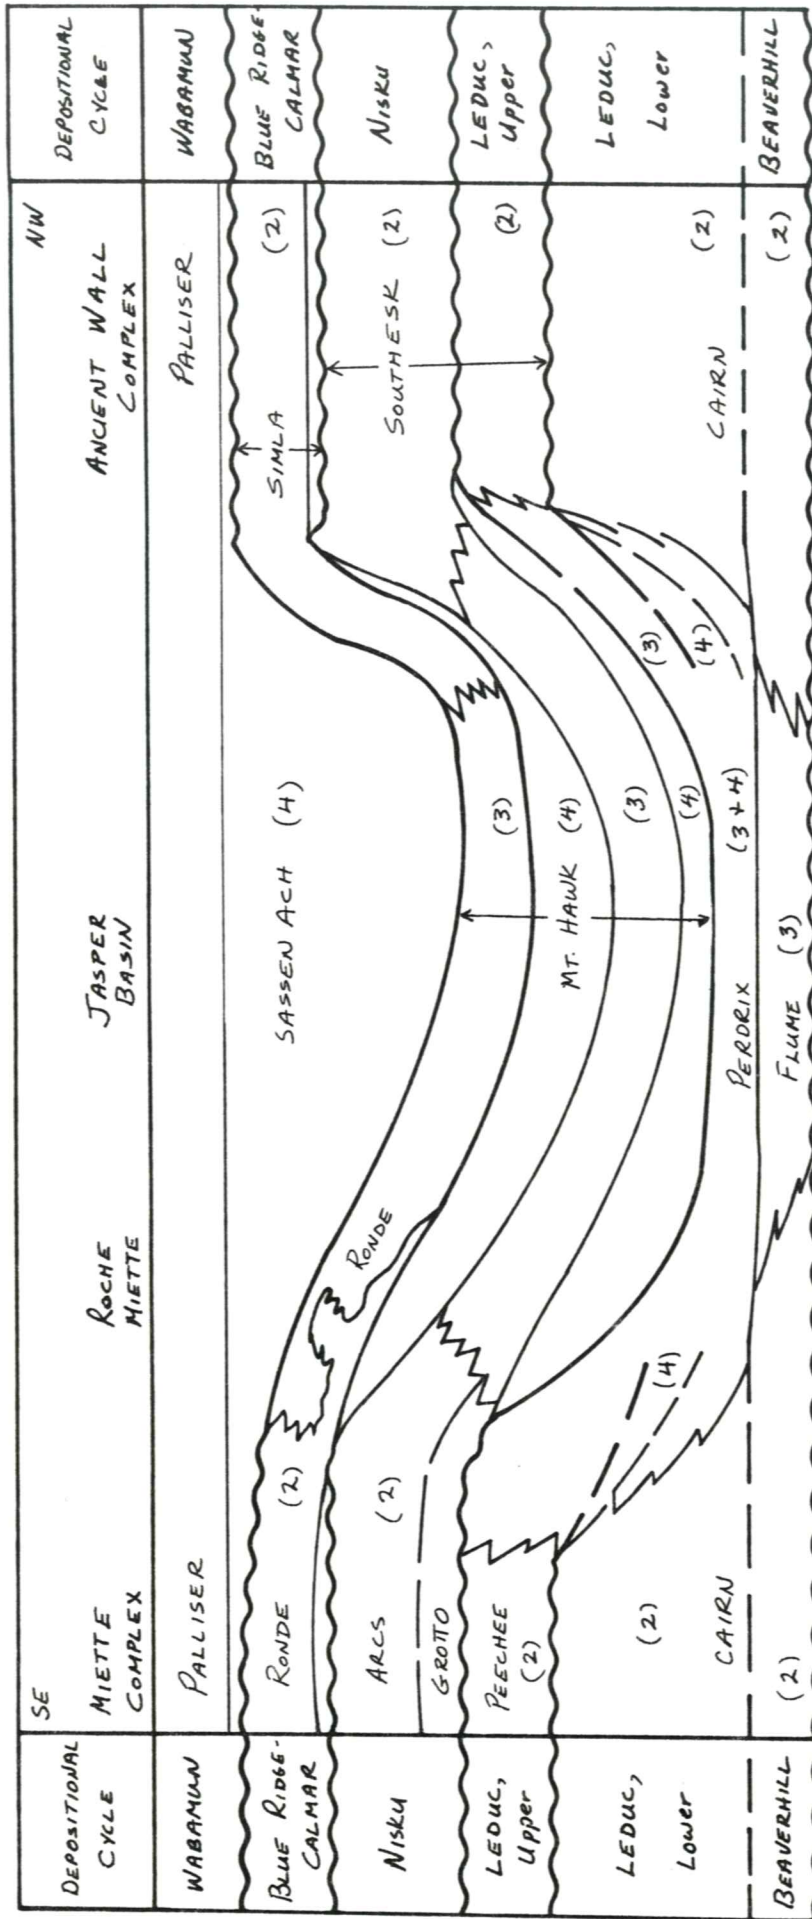 DEPOSITIONAL
CYCLE
SE
MIETTE
COMPLEX
ROCHE
MIETTE
JASPER
BASIN
ANCIENT WALL
COMPLEX
NW
DEPOSITIONAL
CYCLE
WABAMUN
PALLISER
PALLISER
WABAMUN
BLUE RIDGE-
CALMAR
RONDE
(2)
RONDE
SASSENACH (4)
SIMLA
(2)
BLUE RIDGE-
CALMAR
NISKU
ARCS
(2)
GROTTO
(3)
SOUTHESK (2)
NISKU
LEDUC,
Upper
PEECHEE
(2)
MT. HAWK
(4)
(3)
(4)
(2)
LEDUC,
Upper
LEDUC,
Lower
(2)
CAIRN
(4)
PERDRIX
(3+4)
(3)
(4)
CAIRN
(2)
LEDUC,
Lower
BEAVERHILL
(2)
FLUME (3)
(2)
BEAVERHILL